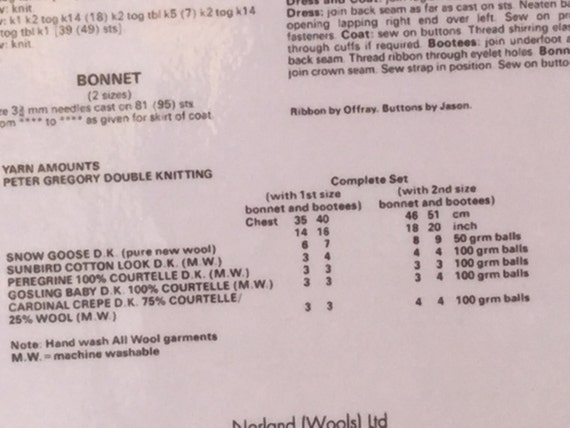 v: k1 k2 tog k14 (18) k2 tog tbl k5 (7) k2 tog k14
tog tbl k1 [39 (49) sts]
v: knit
BONNET
(2 sizes)
3¾ mm needles cast on 81 (95) sts
om **** to **** as given for skirt of coat
Dress: join back seam as far as cast on sts. Neaten
opening lapping right end over left. Sew on
fasteners. Coat: sew on buttons. Thread shirring
through cuffs if required. Bootees: join underfoot
back seam. Thread ribbon through eyelet holes.
join crown seam. Sew strap in position. Sew on
Ribbon by Offray. Buttons by Jason.
YARN AMOUNTS
PETER GREGORY DOUBLE KNITTING
Complete Set
(with 1st size (with 2nd size
bonnet and bootees) bonnet and bootees)
Chest 35 40 46 51 cm
14 16 18 20 inch
SNOW GOOSE D.K. (pure new wool) 6 7 8 9 50 grm balls
SUNBIRD COTTON LOOK D.K. (M.W.) 3 4 4 4 100 grm balls
PEREGRINE 100% COURTELLE D.K. (M.W.) 3 3 3 3 100 grm balls
GOSLING BABY D.K. 100% COURTELLE (M.W.) 3 3 3 4 100 grm balls
CARDINAL CREPE D.K. 75% COURTELLE/
25% WOOL (M.W.) 3 3 4 4 100 grm balls
Note: Hand wash All Wool garments
M.W. = machine washable
Norland (Wools) Ltd